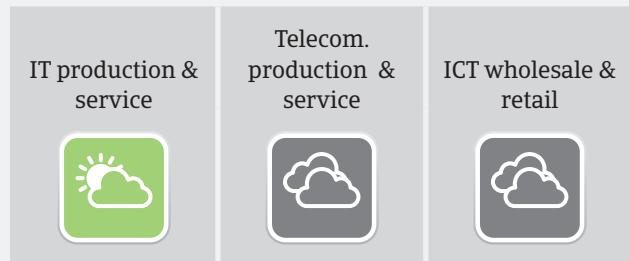 IT production &
service
Telecom.
production &
service
ICT wholesale &
retail